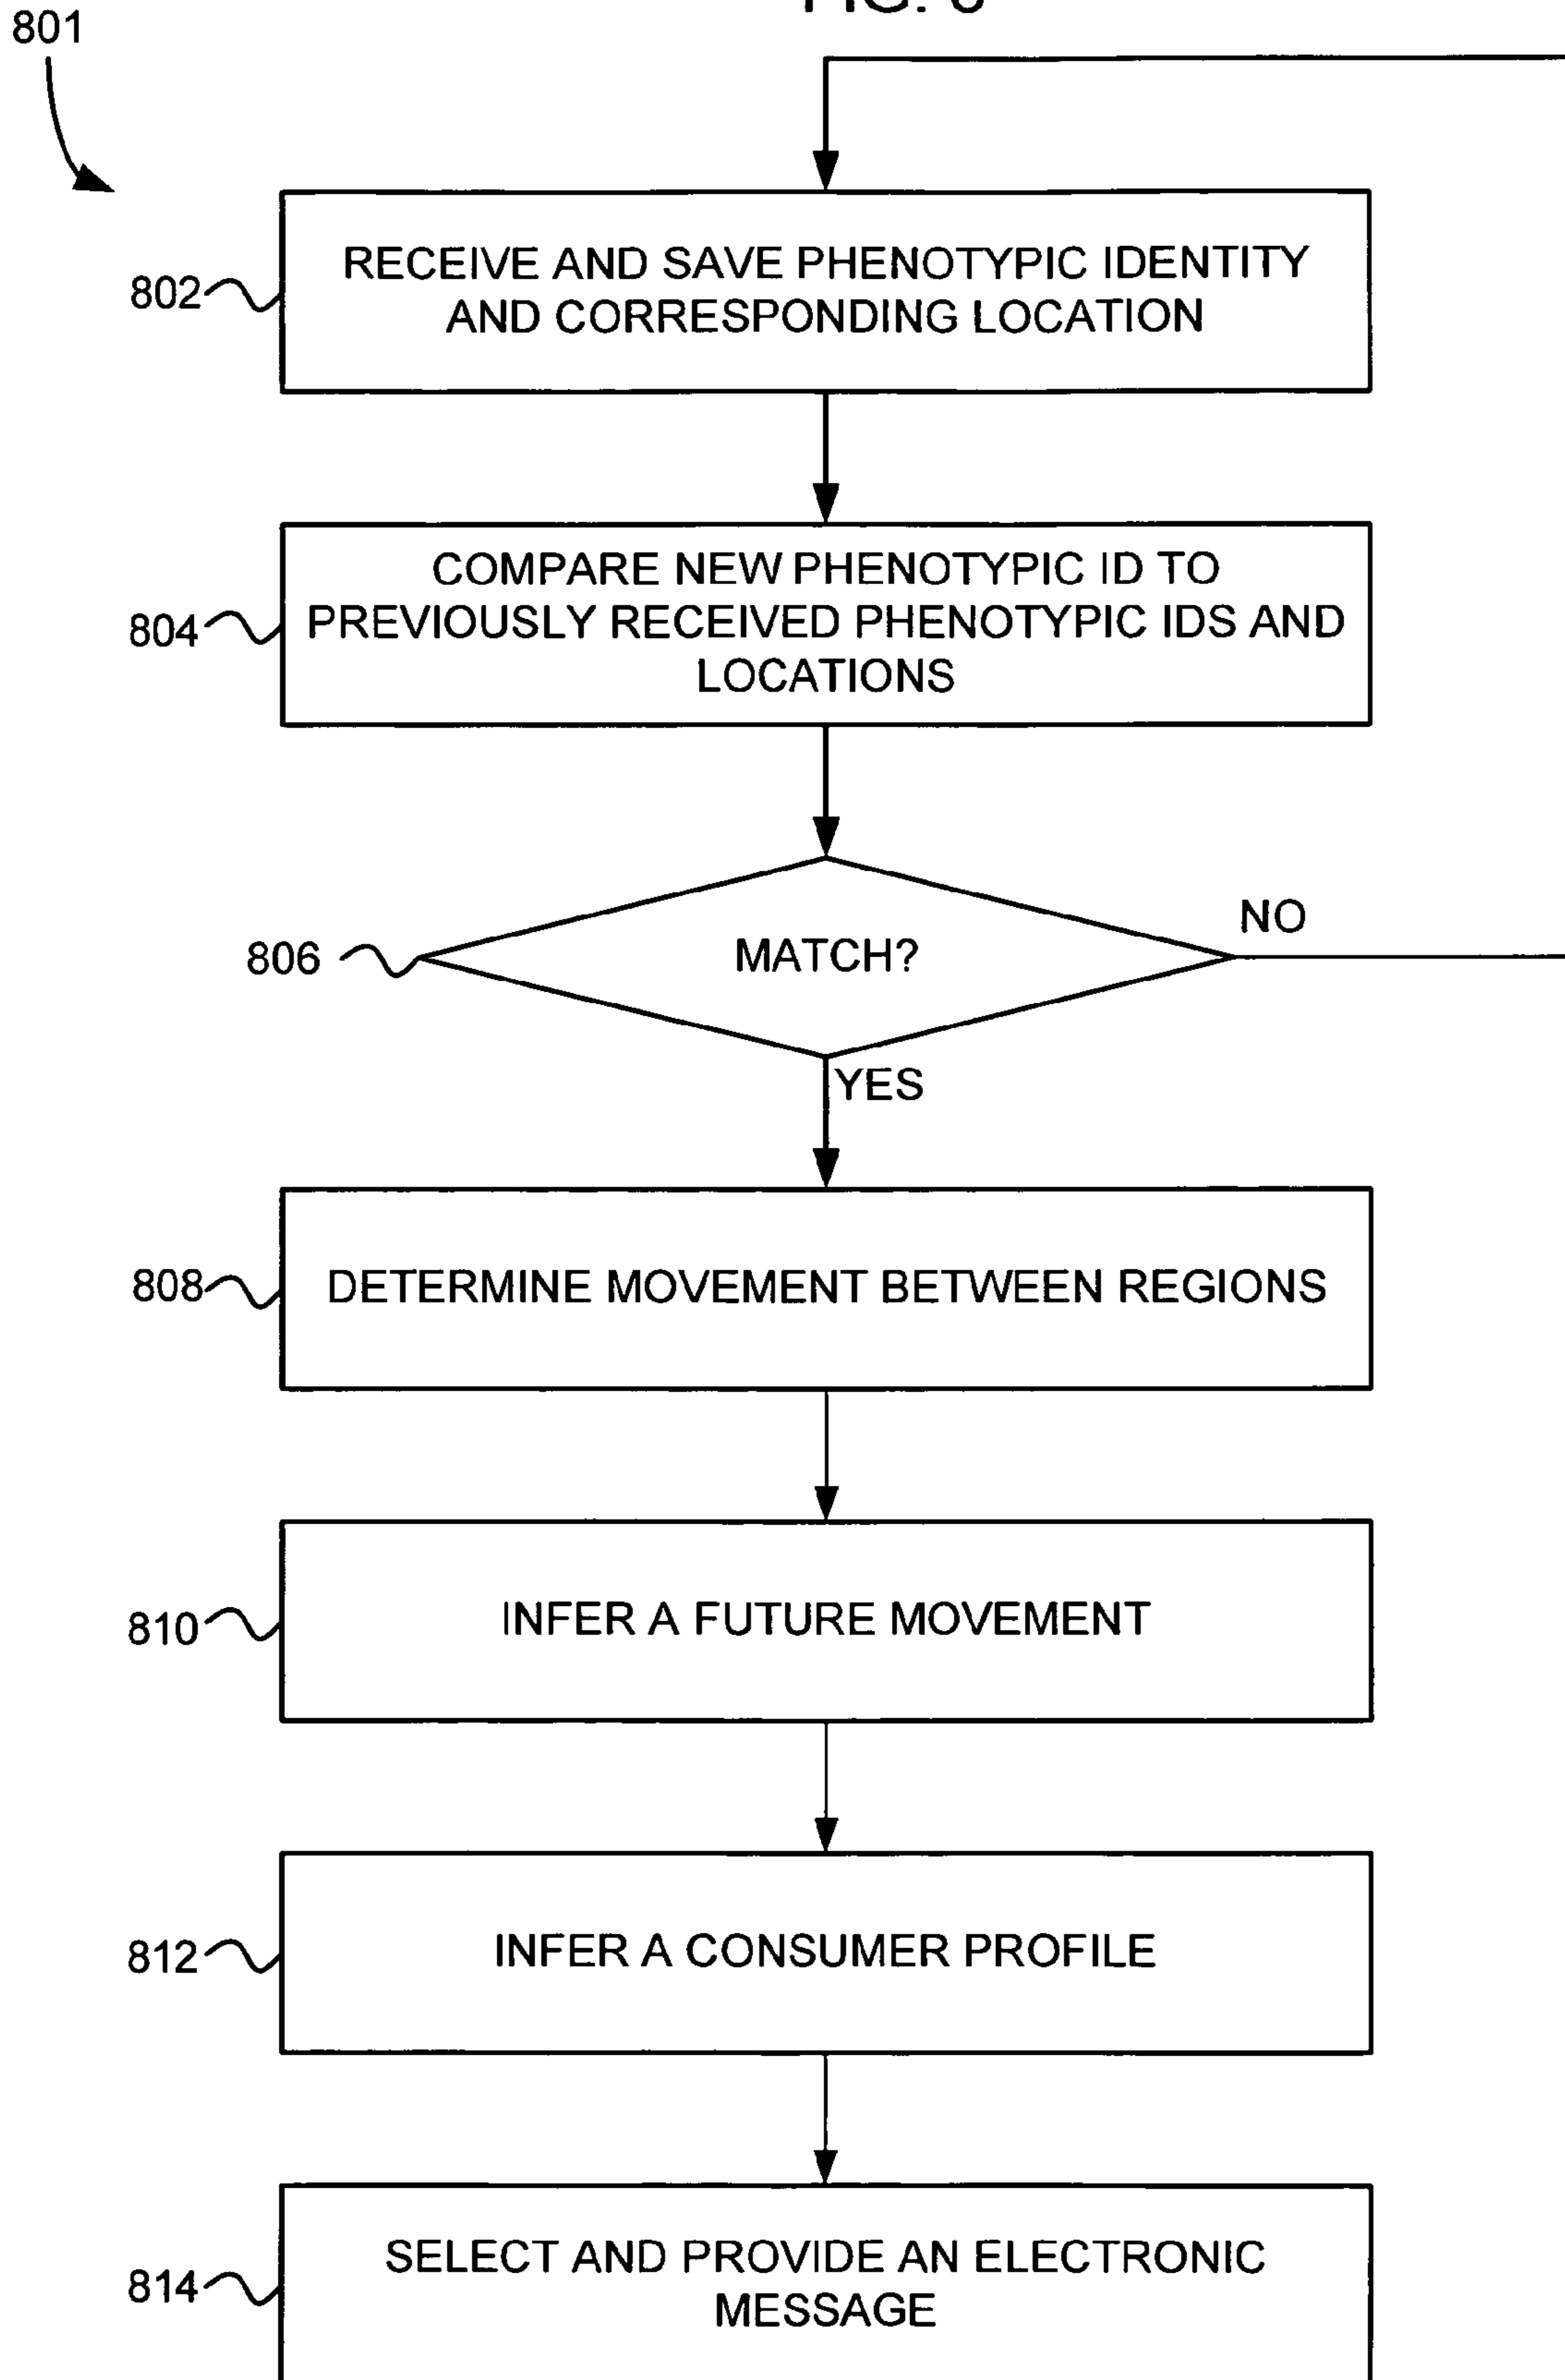 801
802
RECEIVE AND SAVE PHENOTYPIC IDENTITY
AND CORRESPONDING LOCATION
804
COMPARE NEW PHENOTYPIC ID TO
PREVIOUSLY RECEIVED PHENOTYPIC IDS AND
LOCATIONS
806
MATCH?
NO
YES
808
DETERMINE MOVEMENT BETWEEN REGIONS
810
INFER A FUTURE MOVEMENT
812
INFER A CONSUMER PROFILE
814
SELECT AND PROVIDE AN ELECTRONIC
MESSAGE